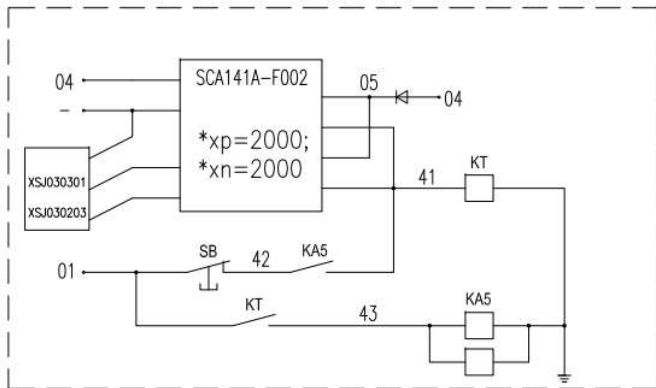 SCA141A-F002
04
05
04
–
*xp=2000;
*xn=2000
XSJ030301
XSJ030203
41
KT
SB
42
KA5
01
KT
43
KA5